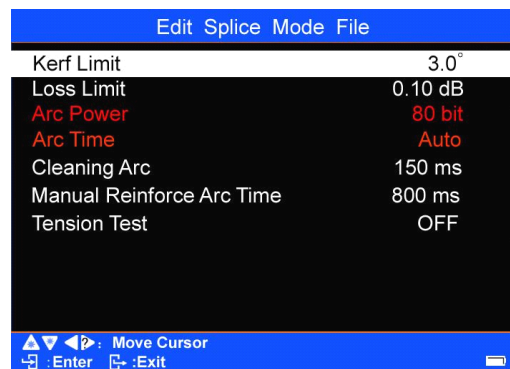 Edit Splice Mode File
Kerf Limit 3.0°
Loss Limit 0.10 dB
Arc Power 80 bit
Arc Time Auto
Cleaning Arc 150 ms
Manual Reinforce Arc Time 800 ms
Tension Test OFF
?: Move Cursor
:Enter :Exit